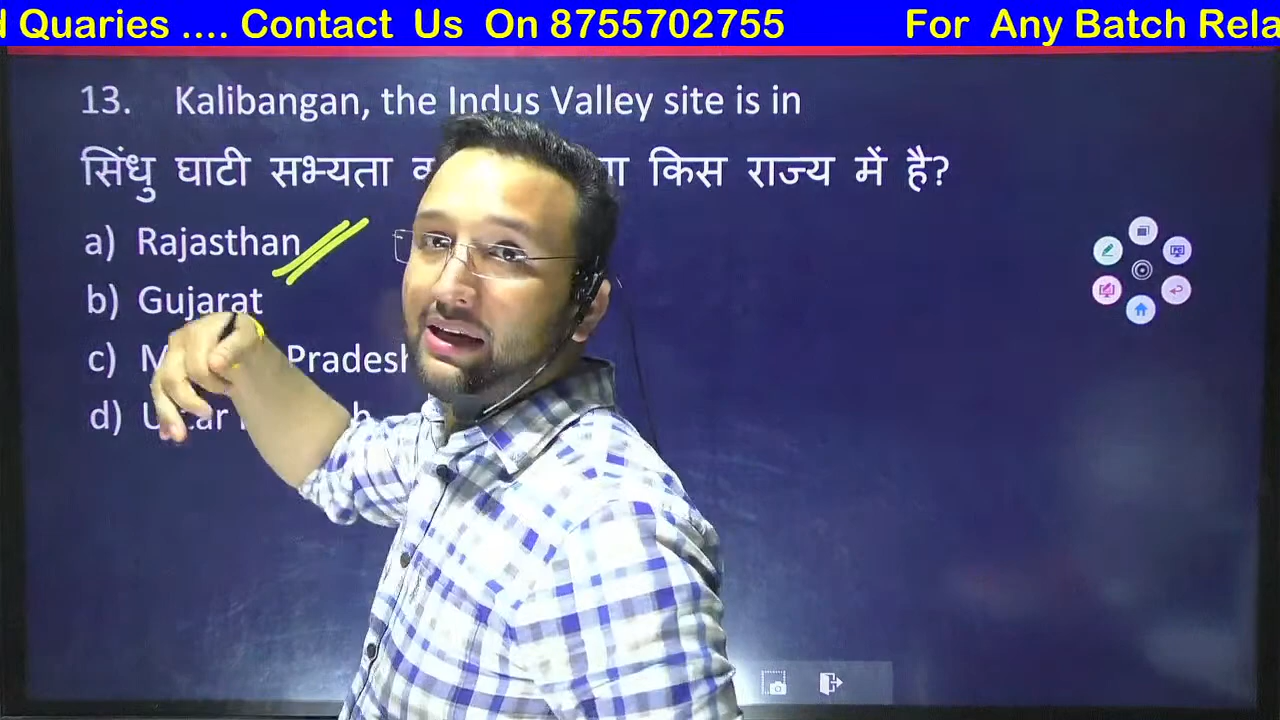 Quaries .... Contact Us On 8755702755 For Any Batch
13. Kalibangan, the Indus Valley site is in
सिंधु घाटी सभ्यता किस राज्य में है?
a) Rajasthan
b) Gujarat
c) Pradesh
d)